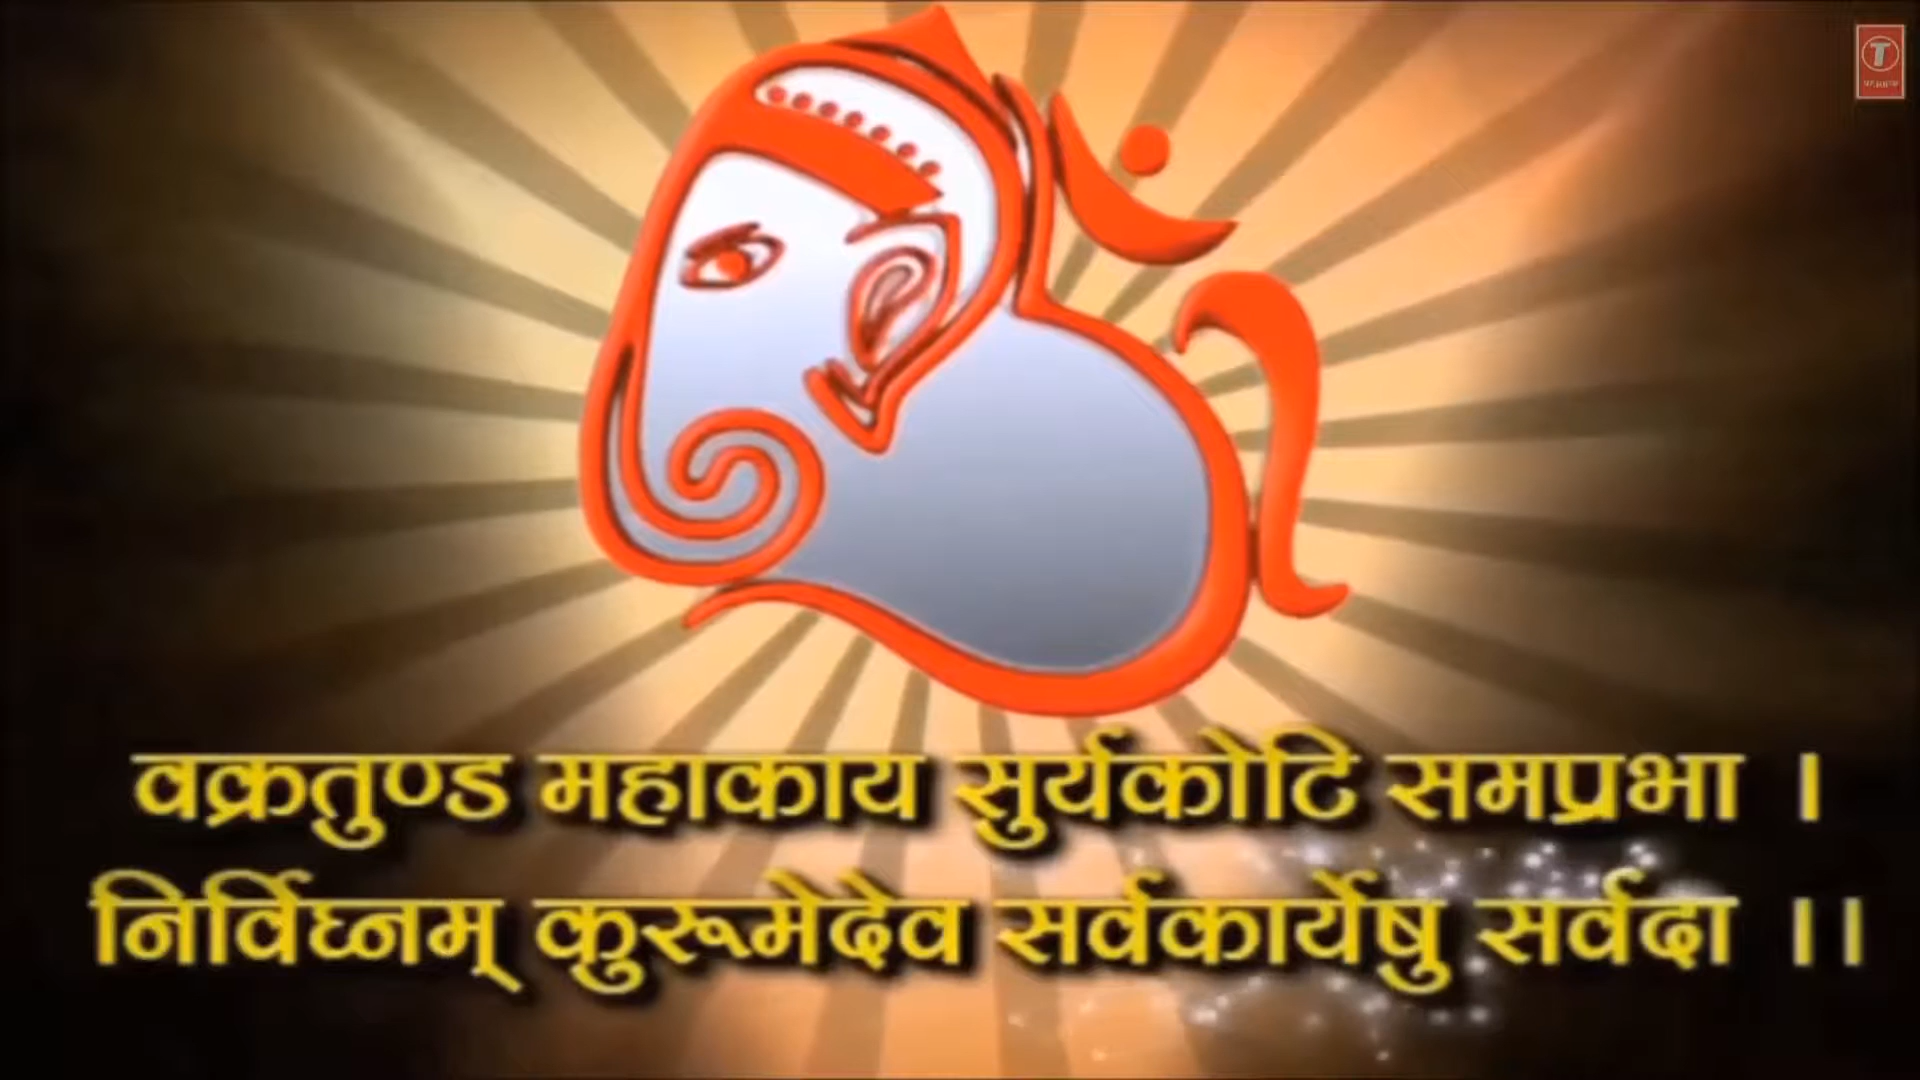 वक्रतुण्ड महाकाय सुर्यकोटि समप्रभा ।
निर्विघ्नम् कुरूमेदेव सर्वकार्येषु सर्वदा ।।